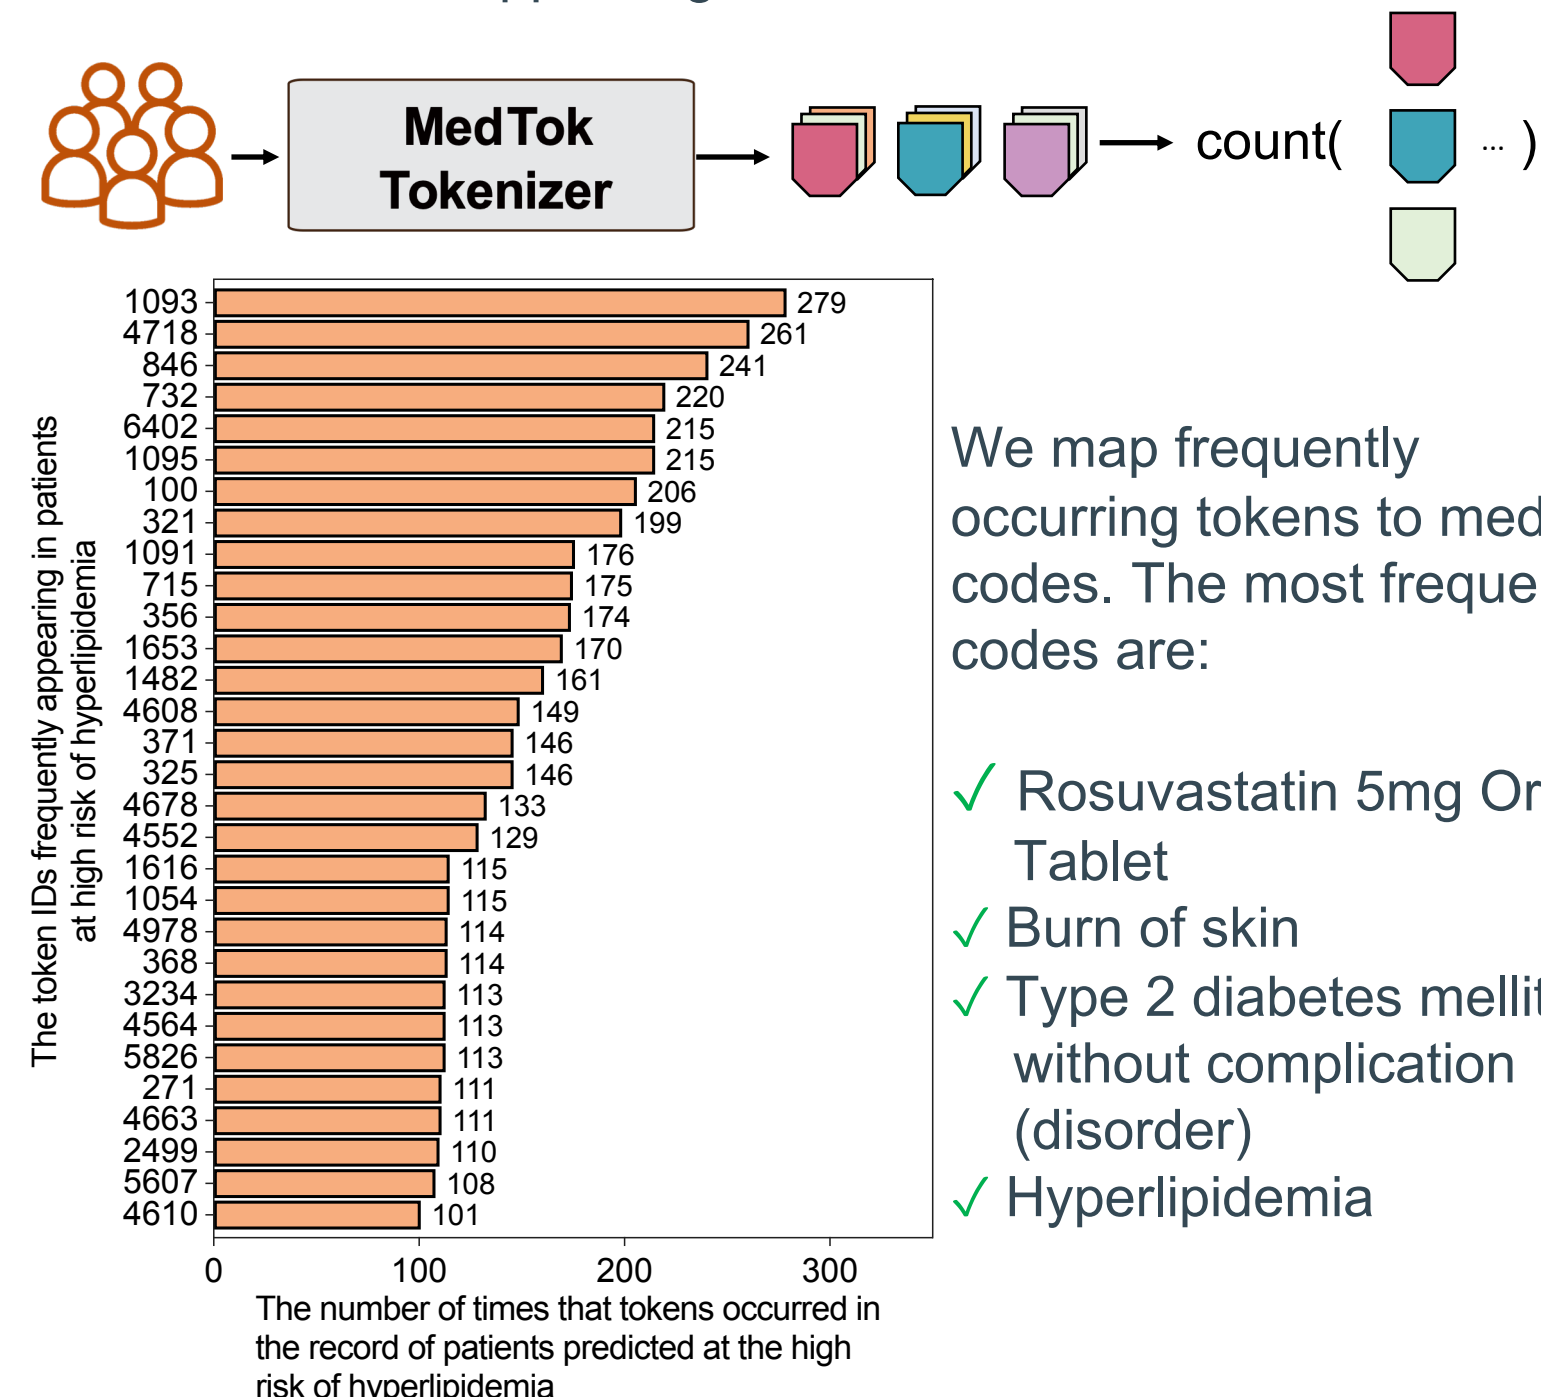 MedTok
Tokenizer
count(
... )
The token IDs frequently appearing in patients
at high risk of hyperlipidemia
1093 279
4718 261
846 241
732 220
6402 215
1095 215
100 206
321 199
1091 176
715 175
356 174
1653 170
1482 161
4608 149
371 146
325 146
4678 133
4552 129
1616 115
1054 115
4978 114
368 114
3234 113
4564 113
5826 113
271 111
4663 111
2499 110
5607 108
4610 101
0 100 200 300
The number of times that tokens occurred in
the record of patients predicted at the high
risk of hyperlipidemia
We map frequently
occurring tokens to med
codes. The most freque
codes are:
✓ Rosuvastatin 5mg Or
Tablet
✓ Burn of skin
✓ Type 2 diabetes mellit
without complication
(disorder)
✓ Hyperlipidemia